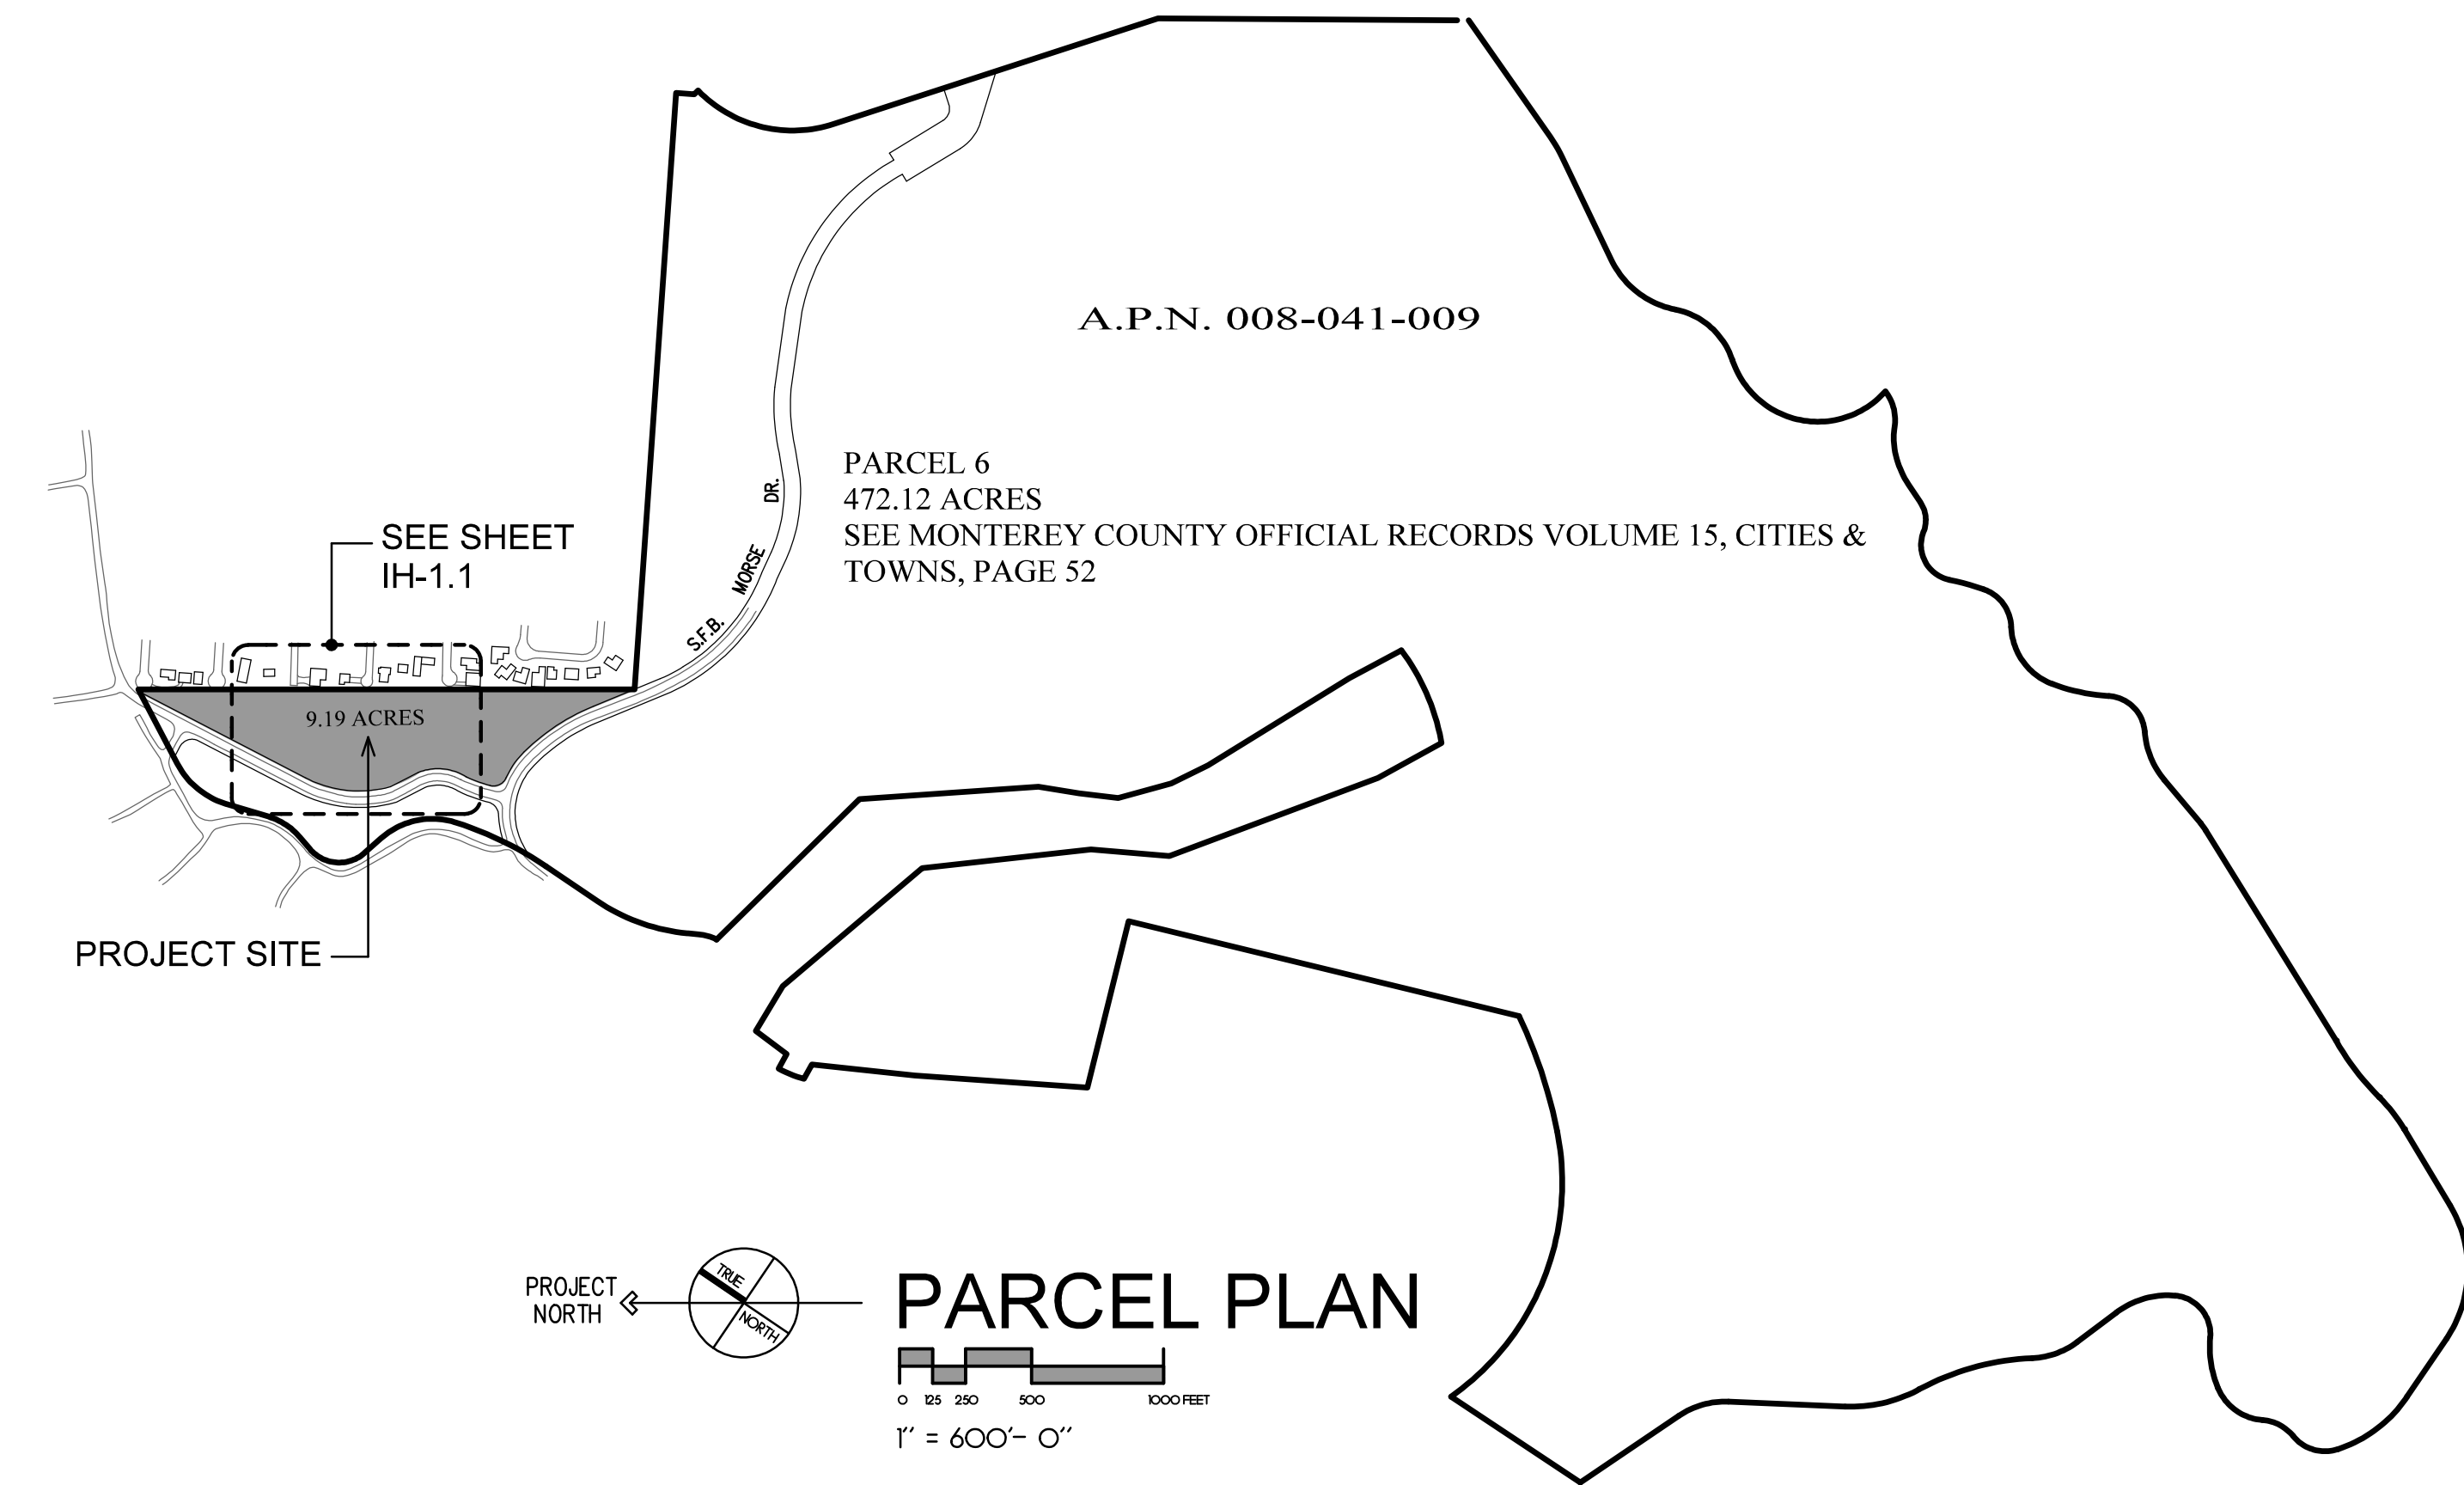 A.P.N. 008-041-009
PARCEL 6
472.12 ACRES
SEE MONTEREY COUNTY OFFICIAL RECORDS VOLUME 15, CITIES &
TOWNS, PAGE 52
S.F.B. MORSE DR.
SEE SHEET
IH-1.1
9.19 ACRES
PROJECT SITE
PROJECT
NORTH
TRUE
NORTH
PARCEL PLAN
0 125 250 500 1000 FEET
1" = 600'- 0"